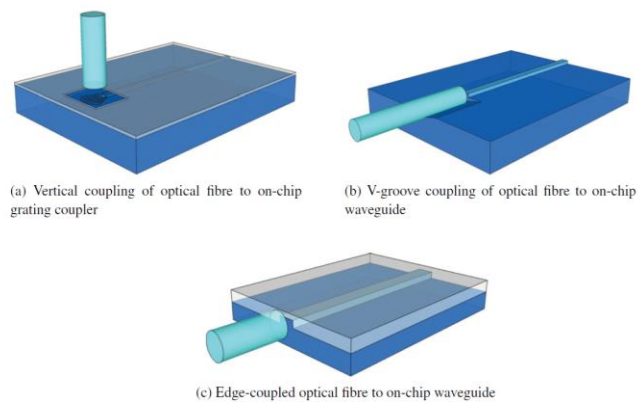 (a) Vertical coupling of optical fibre to on-chip
grating coupler
(b) V-groove coupling of optical fibre to on-chip
waveguide
(c) Edge-coupled optical fibre to on-chip waveguide